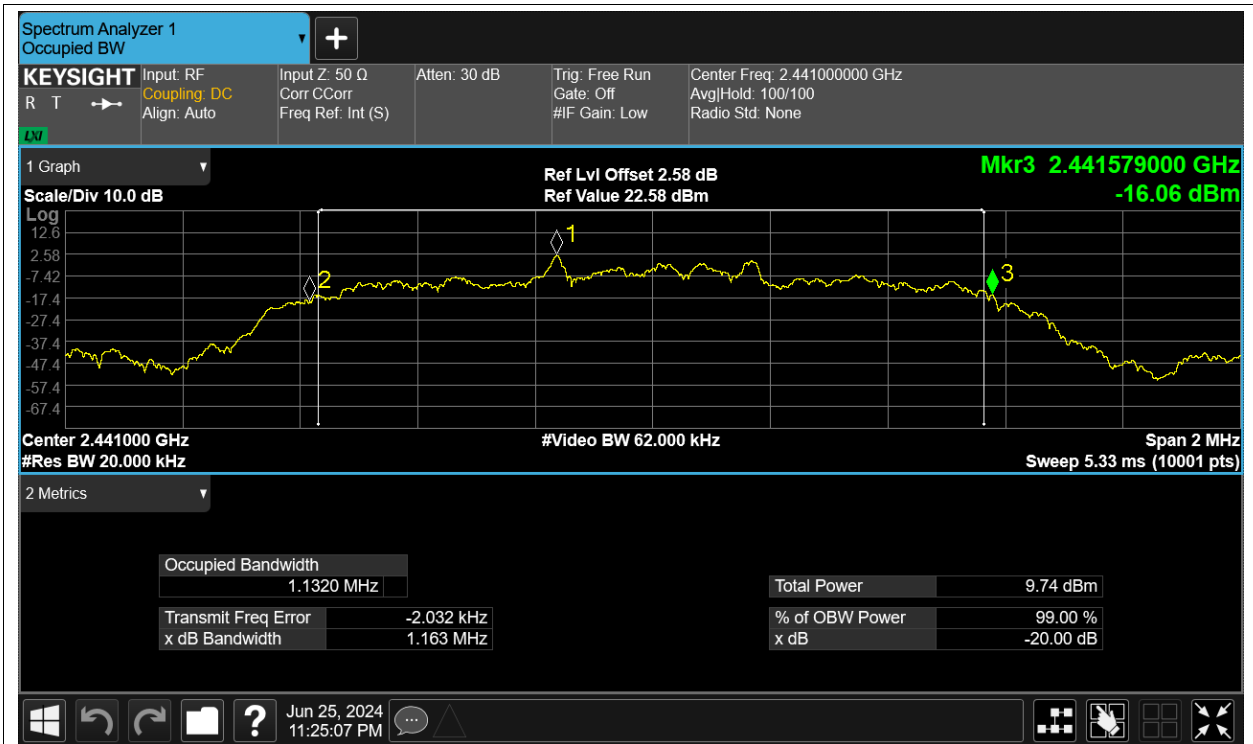 Spectrum Analyzer 1
Occupied BW
KEYSIGHT
R T
LXI
Input: RF
Coupling: DC
Align: Auto
Input Z: 50 Ω
Corr CCorr
Freq Ref: Int (S)
Atten: 30 dB
Trig: Free Run
Gate: Off
#IF Gain: Low
Center Freq: 2.441000000 GHz
Avg|Hold: 100/100
Radio Std: None
1 Graph
Scale/Div 10.0 dB
Ref Lvl Offset 2.58 dB
Ref Value 22.58 dBm
Mkr3 2.441579000 GHz
-16.06 dBm
Log
12.6
2.58
-7.42
-17.4
-27.4
-37.4
-47.4
-57.4
-67.4
1
2
3
Center 2.441000 GHz
#Res BW 20.000 kHz
#Video BW 62.000 kHz
Span 2 MHz
Sweep 5.33 ms (10001 pts)
2 Metrics
Occupied Bandwidth
1.1320 MHz
Transmit Freq Error -2.032 kHz
x dB Bandwidth 1.163 MHz
Total Power 9.74 dBm
% of OBW Power 99.00 %
x dB -20.00 dB
?
Jun 25, 2024
11:25:07 PM